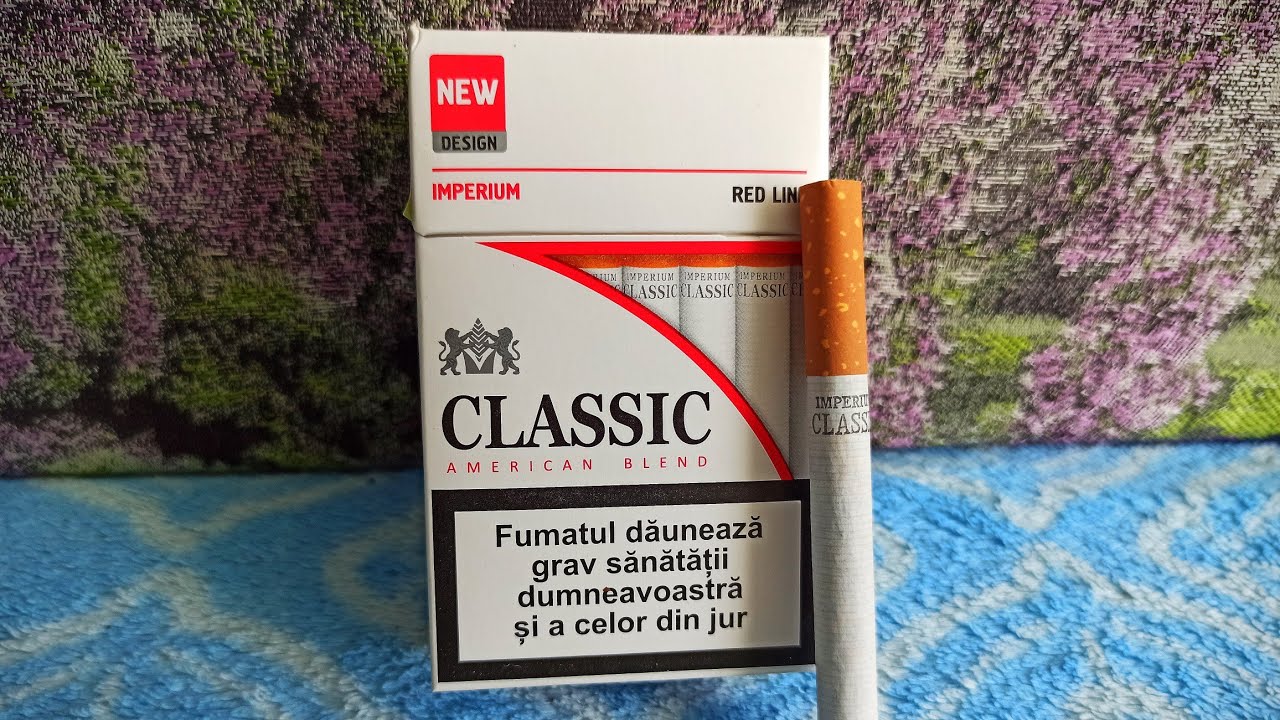 NEW
DESIGN
IMPERIUM RED LIN
IMPERIUM IMPERIUM IMPERIUM
CLASSIC CLASSIC CLASSIC
CLASSIC
AMERICAN BLEND
Fumatul dăunează
grav sănătății
dumneavoastră
și a celor din jur
IMPERIU
CLASS